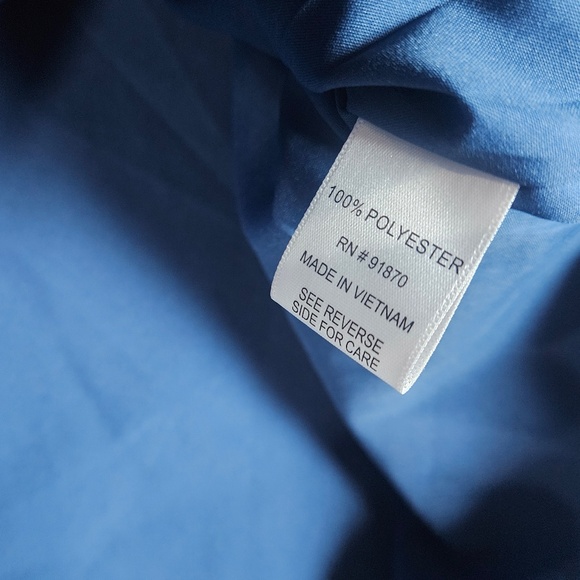 100% POLYESTER
RN # 91870
MADE IN VIETNAM
SEE REVERSE
SIDE FOR CARE